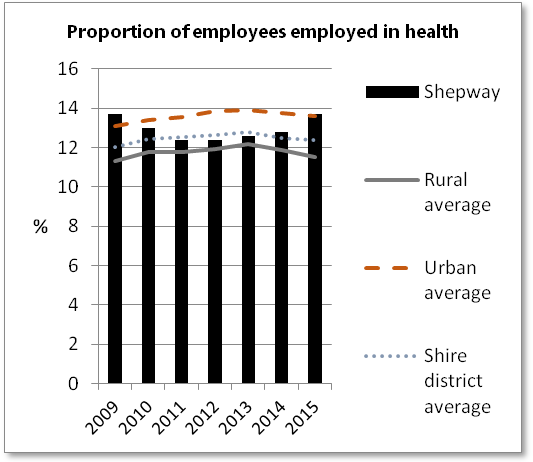 Proportion of employees employed in health
16
14
12
10
8
6
4
2
0
%
2009
2010
2011
2012
2013
2014
2015
Shepway
Rural
average
Urban
average
Shire
district
average